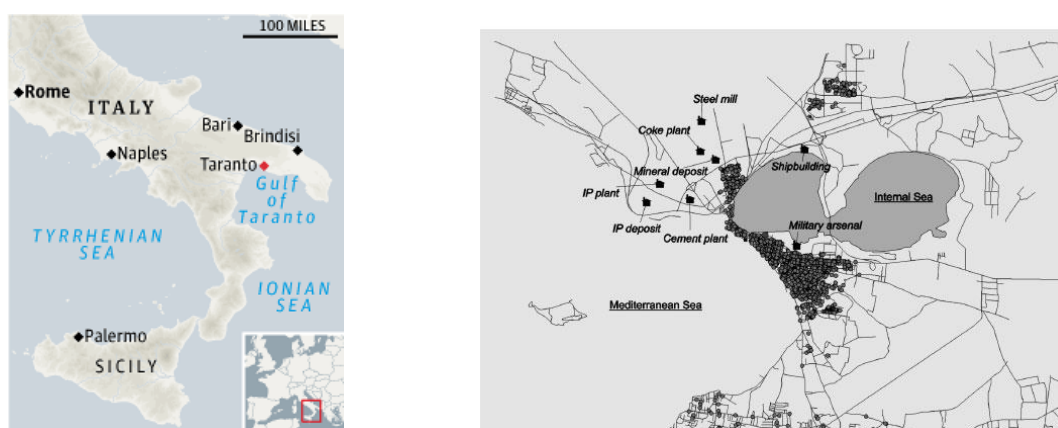 100 MILES
Rome
ITALY
Bari
Brindisi
Naples
Taranto
Gulf
of
Taranto
TYRRHENIAN
SEA
IONIAN
SEA
Palermo
SICILY
Steel mill
Coke plant
Mineral deposit
Shipbuilding
IP plant
Internal Sea
IP deposit
Cement plant
Military arsenal
Mediterranean Sea